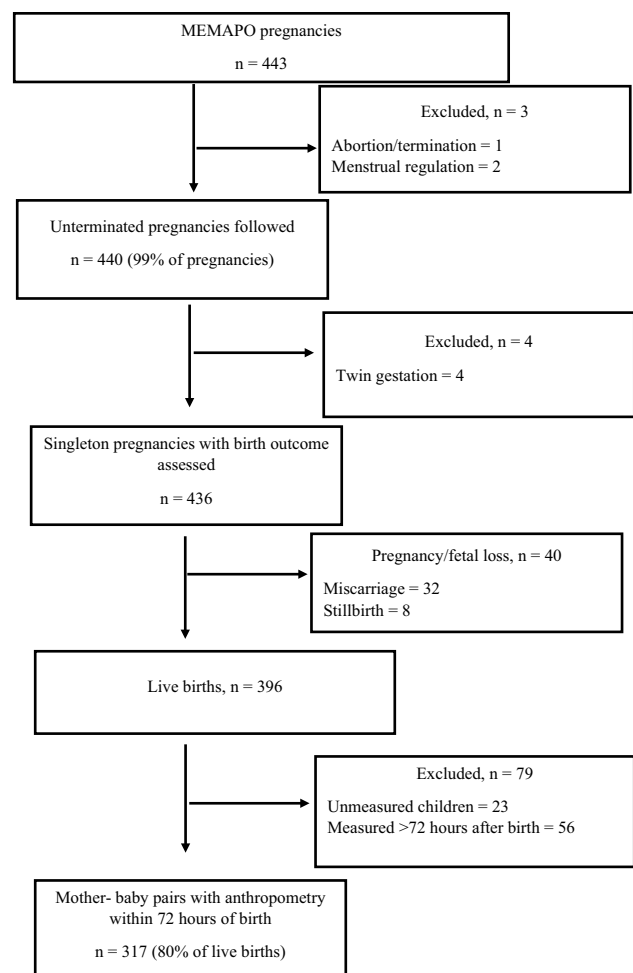 MEMAPO pregnancies
n = 443
Excluded, n = 3
Abortion/termination = 1
Menstrual regulation = 2
Unterminated pregnancies followed
n = 440 (99% of pregnancies)
Excluded, n = 4
Twin gestation = 4
Singleton pregnancies with birth outcome
assessed
n = 436
Pregnancy/fetal loss, n = 40
Miscarriage = 32
Stillbirth = 8
Live births, n = 396
Excluded, n = 79
Unmeasured children = 23
Measured >72 hours after birth = 56
Mother- baby pairs with anthropometry
within 72 hours of birth
n = 317 (80% of live births)